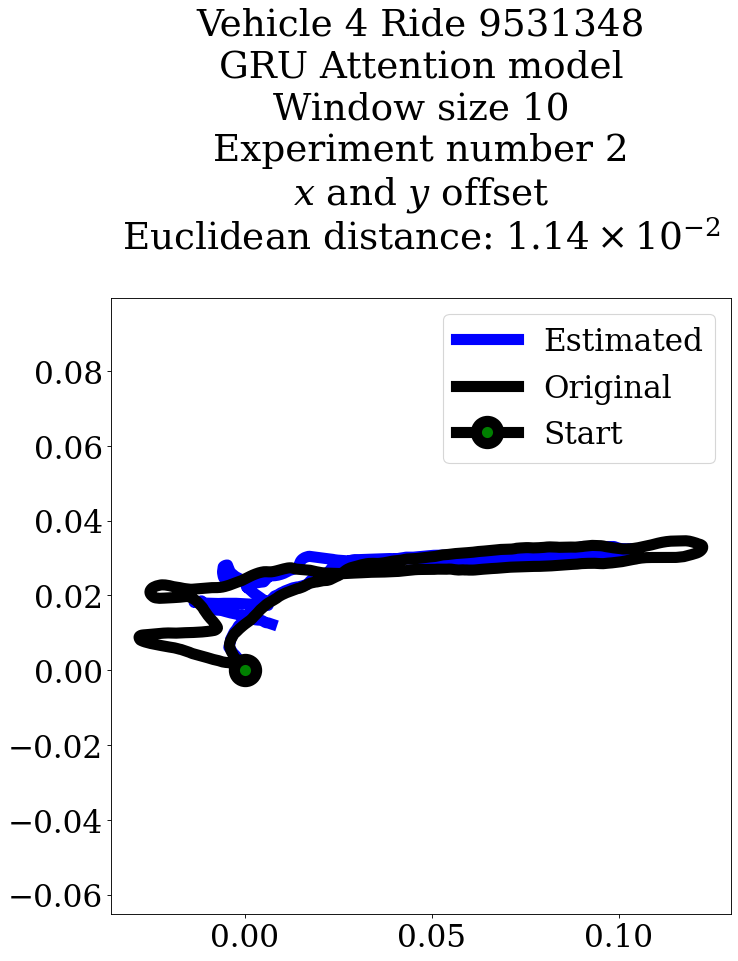 Vehicle 4 Ride 9531348
GRU Attention model
Window size 10
Experiment number 2
x and y offset
Euclidean distance: 1.14 × 10⁻²
Estimated
Original
Start
0.08
0.06
0.04
0.02
0.00
−0.02
−0.04
−0.06
0.00 0.05 0.10